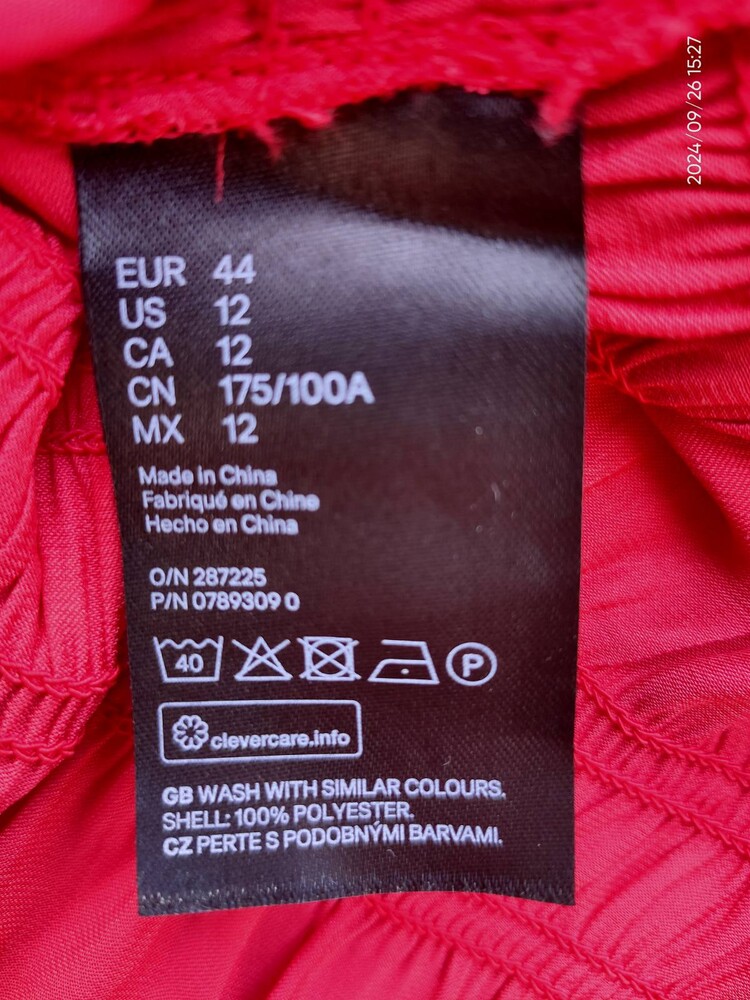 2024/09/26 15:27
EUR 44
US 12
CA 12
CN 175/100A
MX 12
Made in China
Fabriqué en Chine
Hecho en China
O/N 287225
P/N 0789309 0
40 P
clevercare.info
GB WASH WITH SIMILAR COLOURS.
SHELL: 100% POLYESTER.
CZ PERTE S PODOBNÝMI BARVAMI.